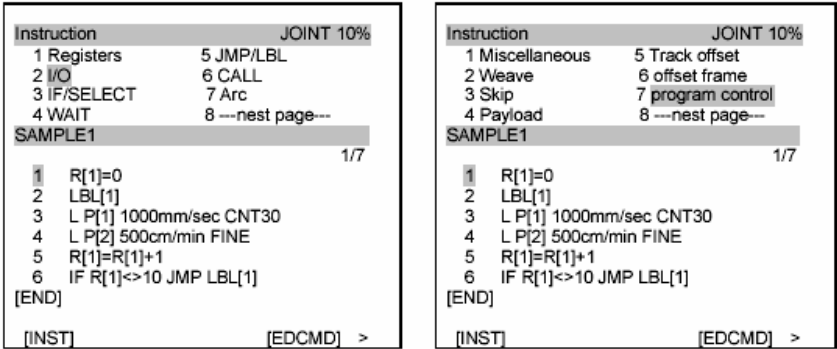 Instruction JOINT 10%
1 Registers 5 JMP/LBL
2 I/O 6 CALL
3 IF/SELECT 7 Arc
4 WAIT 8 ---nest page---
SAMPLE1
1/7
1 R[1]=0
2 LBL[1]
3 L P[1] 1000mm/sec CNT30
4 L P[2] 500cm/min FINE
5 R[1]=R[1]+1
6 IF R[1]<>10 JMP LBL[1]
[END]
[INST] [EDCMD] >
Instruction JOINT 10%
1 Miscellaneous 5 Track offset
2 Weave 6 offset frame
3 Skip 7 program control
4 Payload 8 ---nest page---
SAMPLE1
1/7
1 R[1]=0
2 LBL[1]
3 L P[1] 1000mm/sec CNT30
4 L P[2] 500cm/min FINE
5 R[1]=R[1]+1
6 IF R[1]<>10 JMP LBL[1]
[END]
[INST] [EDCMD] >